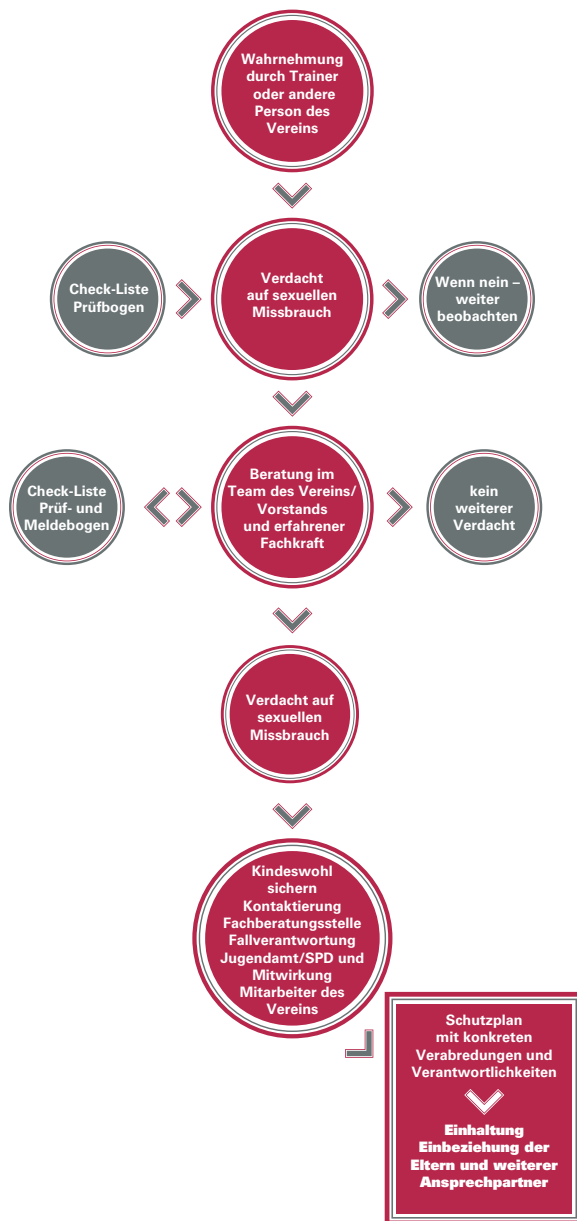 Wahrnehmung
durch Trainer
oder andere
Person des
Vereins
Check-Liste
Prüfbogen
Verdacht
auf sexuellen
Missbrauch
Wenn nein –
weiter
beobachten
Check-Liste
Prüf- und
Meldebogen
Beratung im
Team des Vereins/
Vorstands
und erfahrener
Fachkraft
kein
weiterer
Verdacht
Verdacht auf
sexuellen
Missbrauch
Kindeswohl
sichern
Kontaktierung
Fachberatungsstelle
Fallverantwortung
Jugendamt/SPD und
Mitwirkung
Mitarbeiter des
Vereins
Schutzplan
mit konkreten
Verabredungen und
Verantwortlichkeiten
Einhaltung
Einbeziehung der
Eltern und weiterer
Ansprechpartner